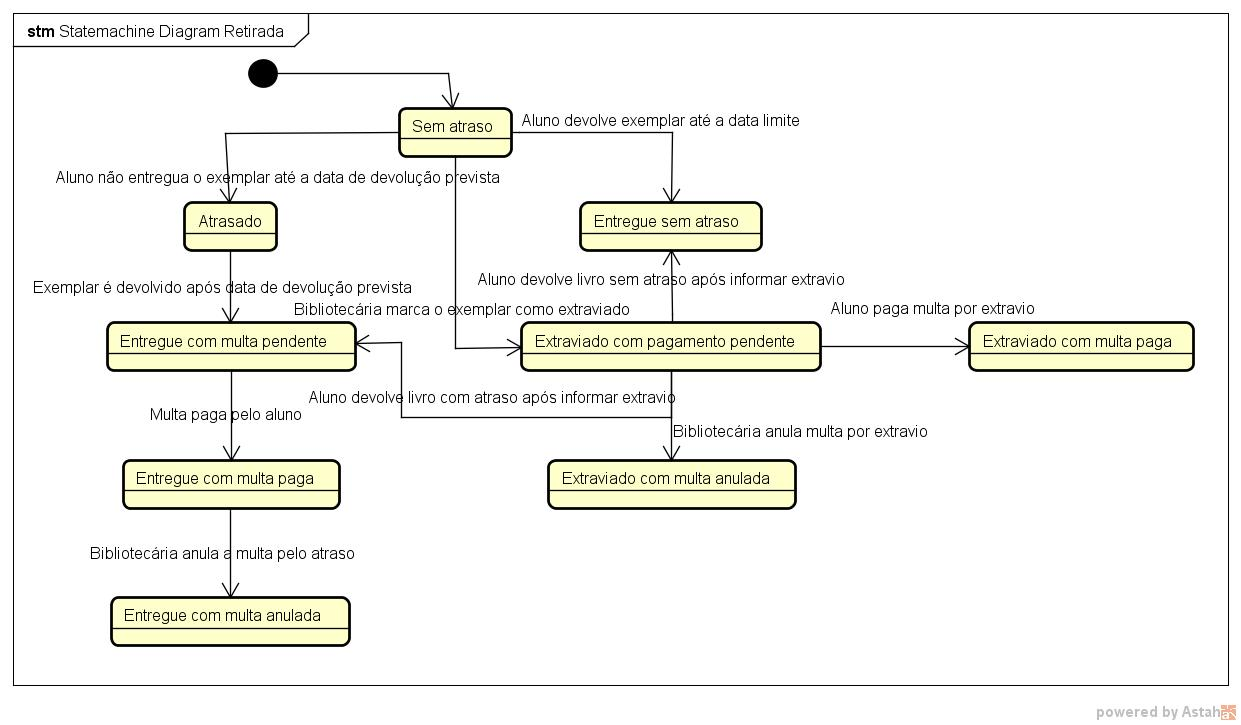 stm Statemachine Diagram Retirada
Sem atraso
Aluno devolve exemplar até a data limite
Aluno não entregua o exemplar até a data de devolução prevista
Atrasado
Entregue sem atraso
Aluno devolve livro sem atraso após informar extravio
Exemplar é devolvido após data de devolução prevista
Bibliotecária marca o exemplar como extraviado
Aluno paga multa por extravio
Entregue com multa pendente
Extraviado com pagamento pendente
Extraviado com multa paga
Aluno devolve livro com atraso após informar extravio
Multa paga pelo aluno
Bibliotecária anula multa por extravio
Entregue com multa paga
Extraviado com multa anulada
Bibliotecária anula a multa pelo atraso
Entregue com multa anulada
powered by Astah